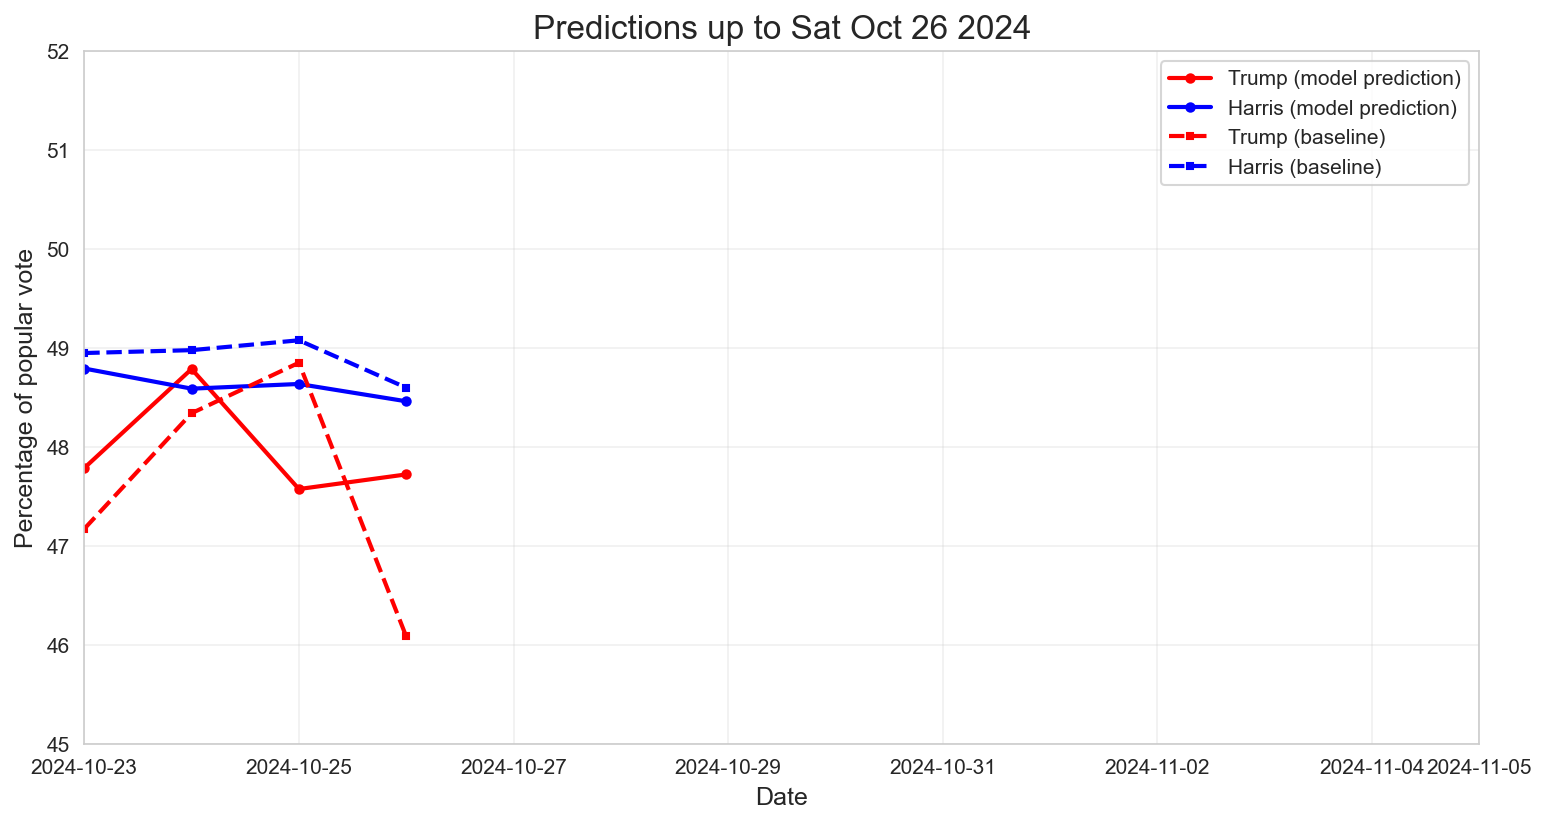 Predictions up to Sat Oct 26 2024
Percentage of popular vote
52
51
50
49
48
47
46
45
Trump (model prediction)
Harris (model prediction)
Trump (baseline)
Harris (baseline)
2024-10-23 2024-10-25 2024-10-27 2024-10-29 2024-10-31 2024-11-02 2024-11-04 2024-11-05
Date